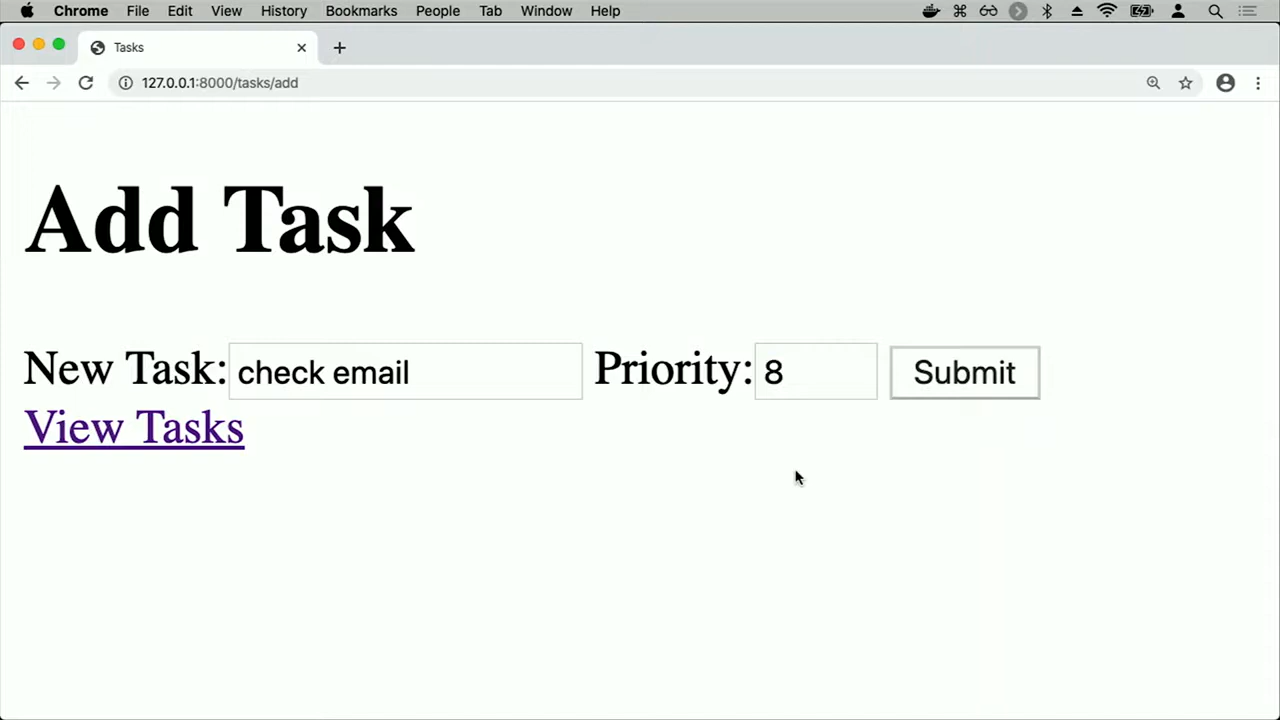 Chrome File Edit View History Bookmarks People Tab Window Help
Tasks
127.0.0.1:8000/tasks/add
Add Task
New Task: check email Priority: 8 Submit
View Tasks